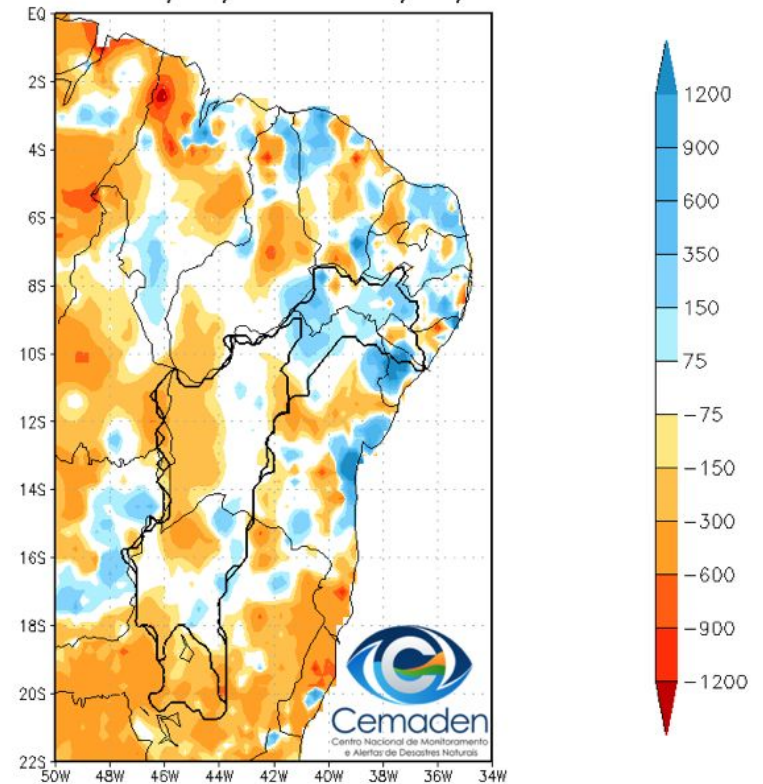 EQ
2S
4S
6S
8S
10S
12S
14S
16S
18S
20S
22S
50W 48W 46W 44W 42W 40W 38W 36W 34W
1200
900
600
350
150
75
−75
−150
−300
−600
−900
−1200
Cemaden
Centro Nacional de Monitoramento
e Alertas de Desastres Naturais